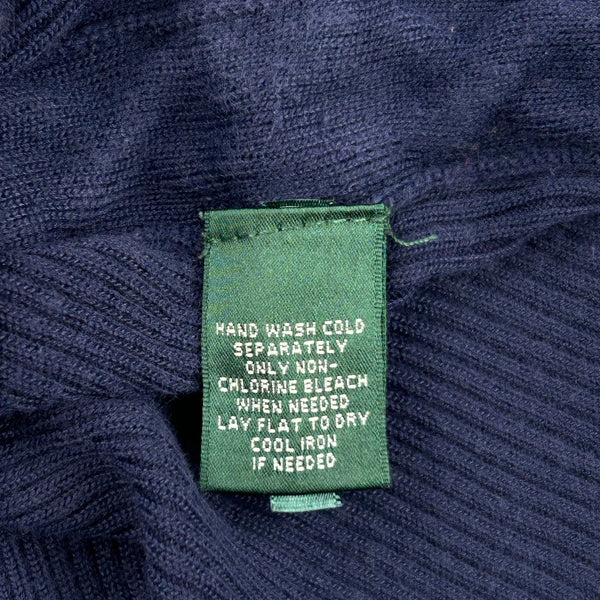 HAND WASH COLD
SEPARATELY
ONLY NON-
CHLORINE BLEACH
WHEN NEEDED
LAY FLAT TO DRY
COOL IRON
IF NEEDED